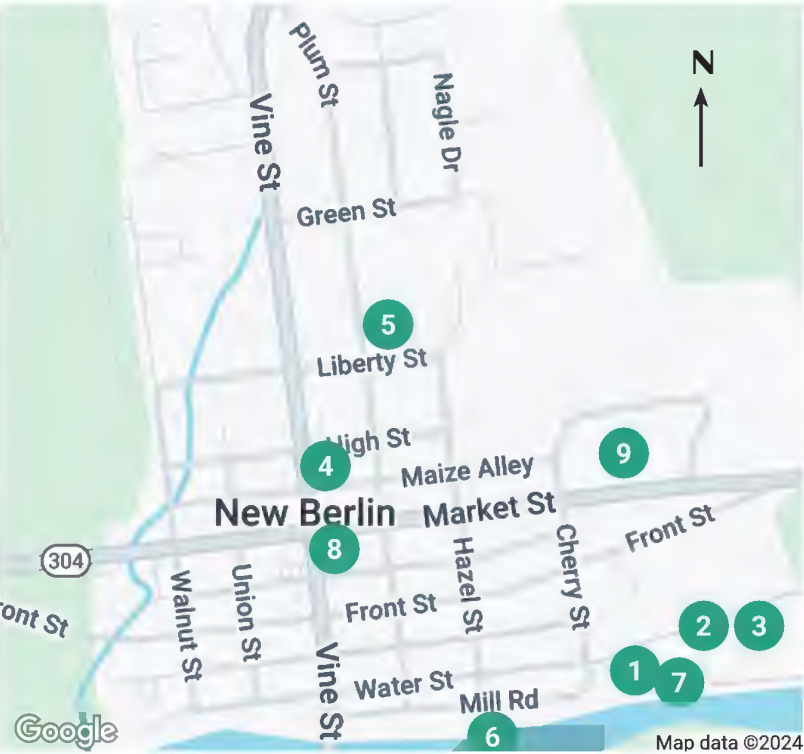 Plum St
N
Nagle Dr
Vine St
Green St
5
Liberty St
High St
4
9
Maize Alley
New Berlin
Market St
304
8
Hazel St
Cherry St
Front St
Walnut St
Union St
Front St
ront St
2
3
1
7
Vine St
Water St
Mill Rd
6
Google
Map data ©2024